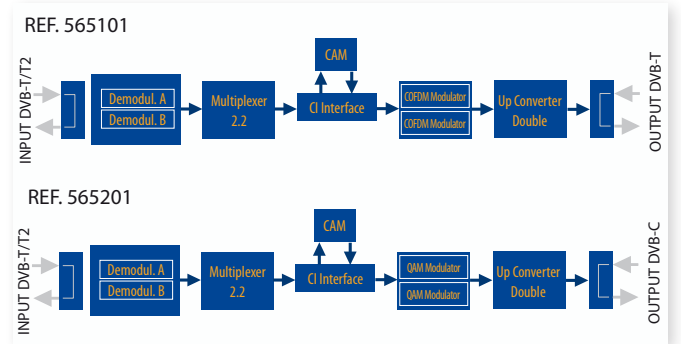 REF. 565101
INPUT DVB-T/T2
Demodul. A
Demodul. B
Multiplexer
2.2
CAM
CI Interface
COFDM Modulator
COFDM Modulator
Up Converter
Double
OUTPUT DVB-T
REF. 565201
INPUT DVB-T/T2
Demodul. A
Demodul. B
Multiplexer
2.2
CAM
CI Interface
QAM Modulator
QAM Modulator
Up Converter
Double
OUTPUT DVB-C